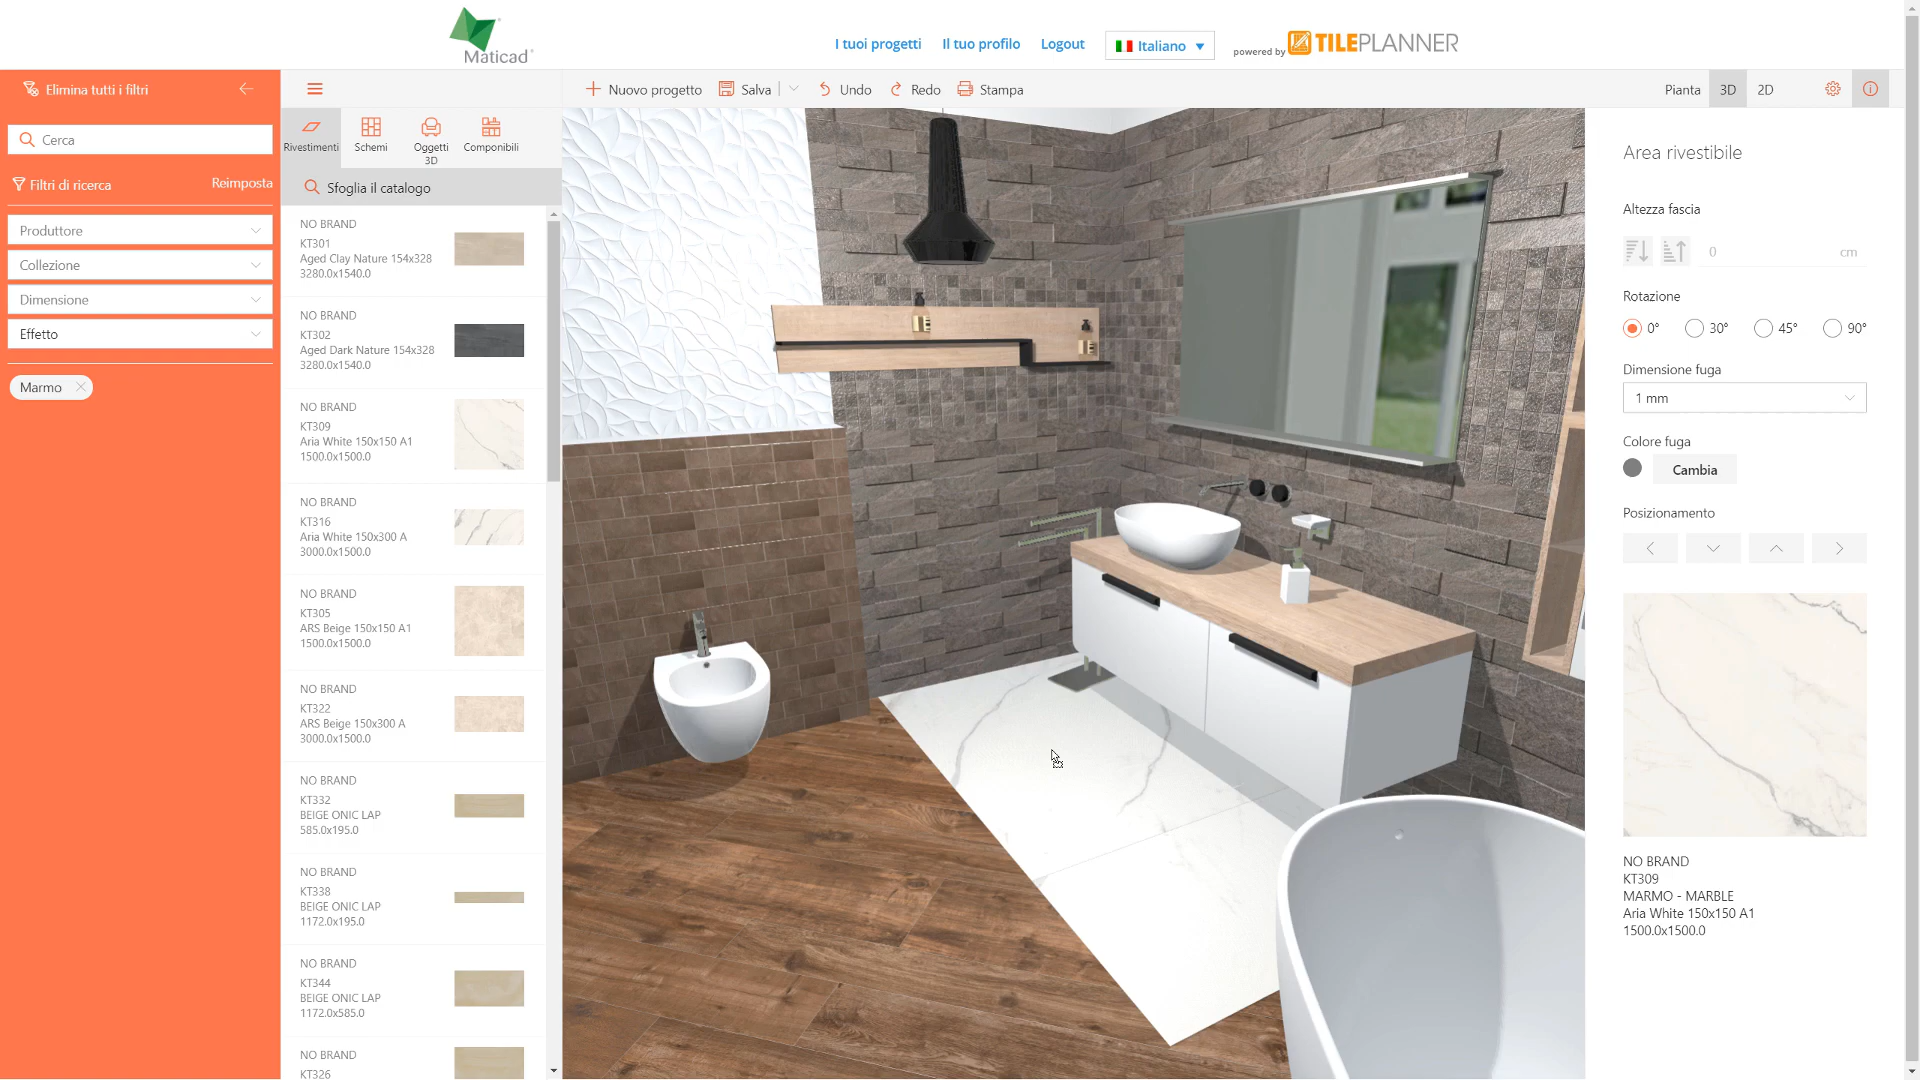 Maticad
I tuoi progetti
Il tuo profilo
Logout
Italiano
powered by TILEPLANNER
Elimina tutti i filtri
Nuovo progetto
Salva
Undo
Redo
Stampa
Pianta
3D
2D
Cerca
Filtri di ricerca
Reimposta
Produttore
Collezione
Dimensione
Effetto
Marmo
Rivestimenti
Schemi
Oggetti
3D
Componibili
Sfoglia il catalogo
NO BRAND
KT301
Aged Clay Nature 154x328
3280.0x1540.0
NO BRAND
KT302
Aged Dark Nature 154x328
3280.0x1540.0
NO BRAND
KT309
Aria White 150x150 A1
1500.0x1500.0
NO BRAND
KT316
Aria White 150x300 A
3000.0x1500.0
NO BRAND
KT305
ARS Beige 150x150 A1
1500.0x1500.0
NO BRAND
KT322
ARS Beige 150x300 A
3000.0x1500.0
NO BRAND
KT332
BEIGE ONIC LAP
585.0x195.0
NO BRAND
KT338
BEIGE ONIC LAP
1172.0x195.0
NO BRAND
KT344
BEIGE ONIC LAP
1172.0x585.0
NO BRAND
KT326
Area rivestibile
Altezza fascia
0 cm
Rotazione
0° 30° 45° 90°
Dimensione fuga
1 mm
Colore fuga
Cambia
Posizionamento
NO BRAND
KT309
MARMO - MARBLE
Aria White 150x150 A1
1500.0x1500.0